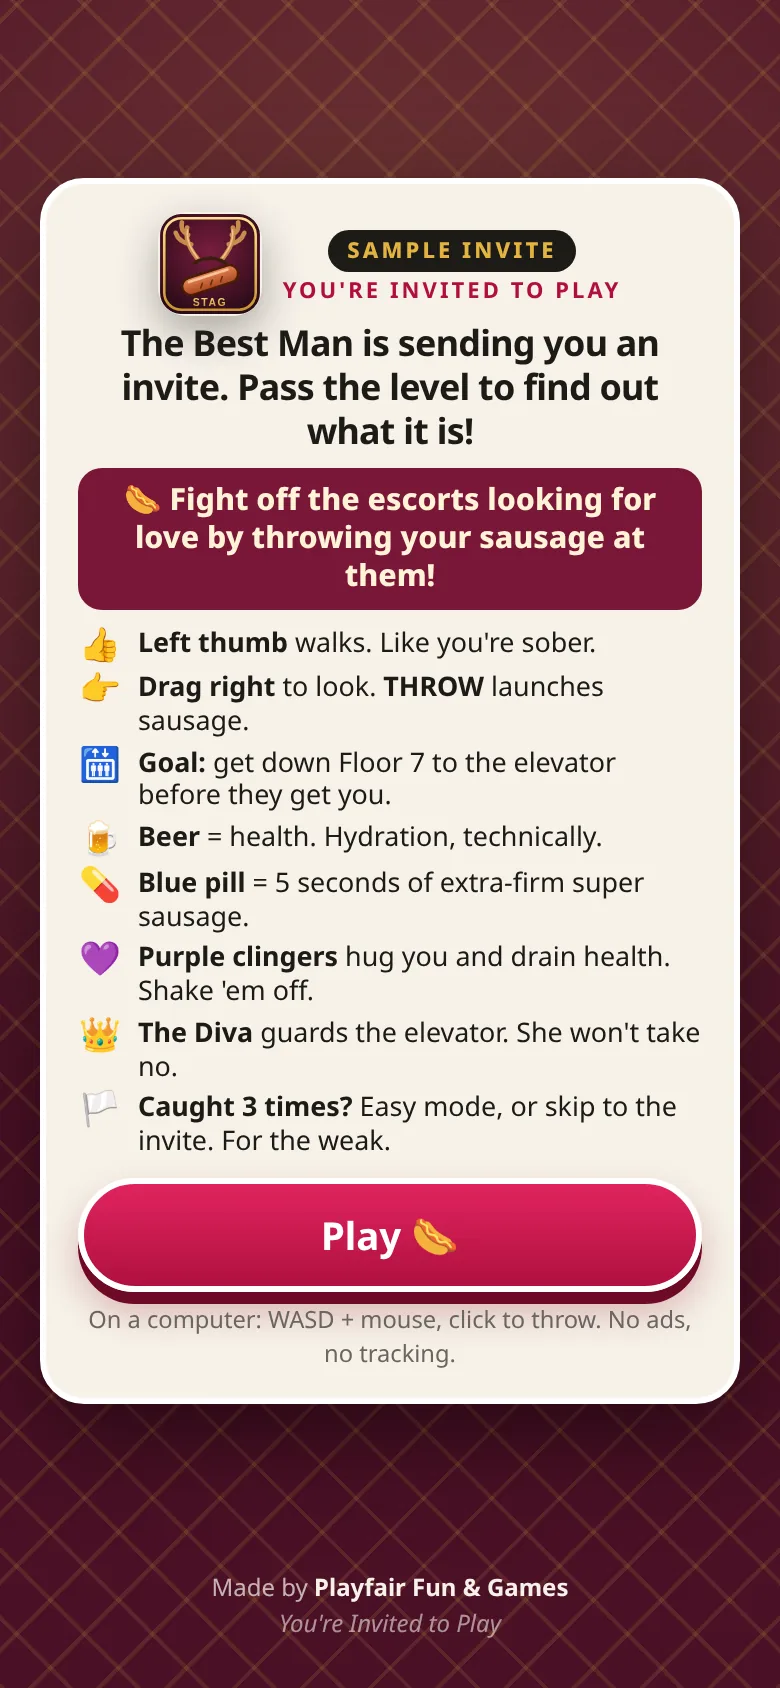 STAG
SAMPLE INVITE
YOU'RE INVITED TO PLAY
The Best Man is sending you an
invite. Pass the level to find out
what it is!
🌭 Fight off the escorts looking for
love by throwing your sausage at
them!
👍 Left thumb walks. Like you're sober.
👉 Drag right to look. THROW launches
sausage.
🛗 Goal: get down Floor 7 to the elevator
before they get you.
🍺 Beer = health. Hydration, technically.
💊 Blue pill = 5 seconds of extra-firm super
sausage.
💜 Purple clingers hug you and drain health.
Shake 'em off.
👑 The Diva guards the elevator. She won't take
no.
🏳️ Caught 3 times? Easy mode, or skip to the
invite. For the weak.
Play 🌭
On a computer: WASD + mouse, click to throw. No ads,
no tracking.
Made by Playfair Fun & Games
You're Invited to Play